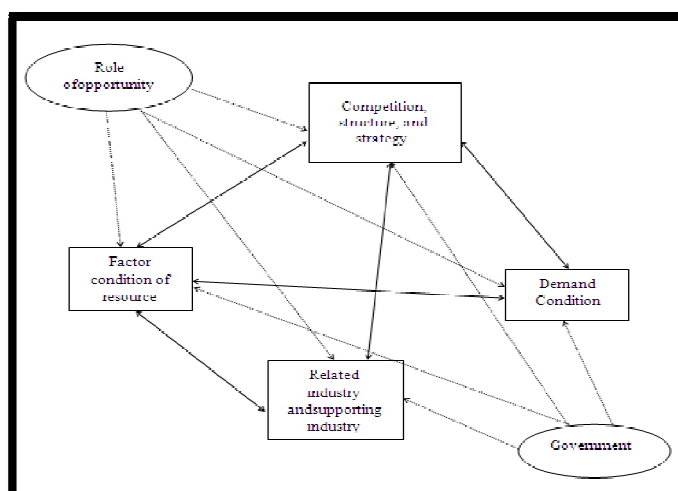 Role
ofopportunity
Competition,
structure, and
strategy
Factor
condition of
resource
Demand
Condition
Related
industry
andsupporting
industry
Government